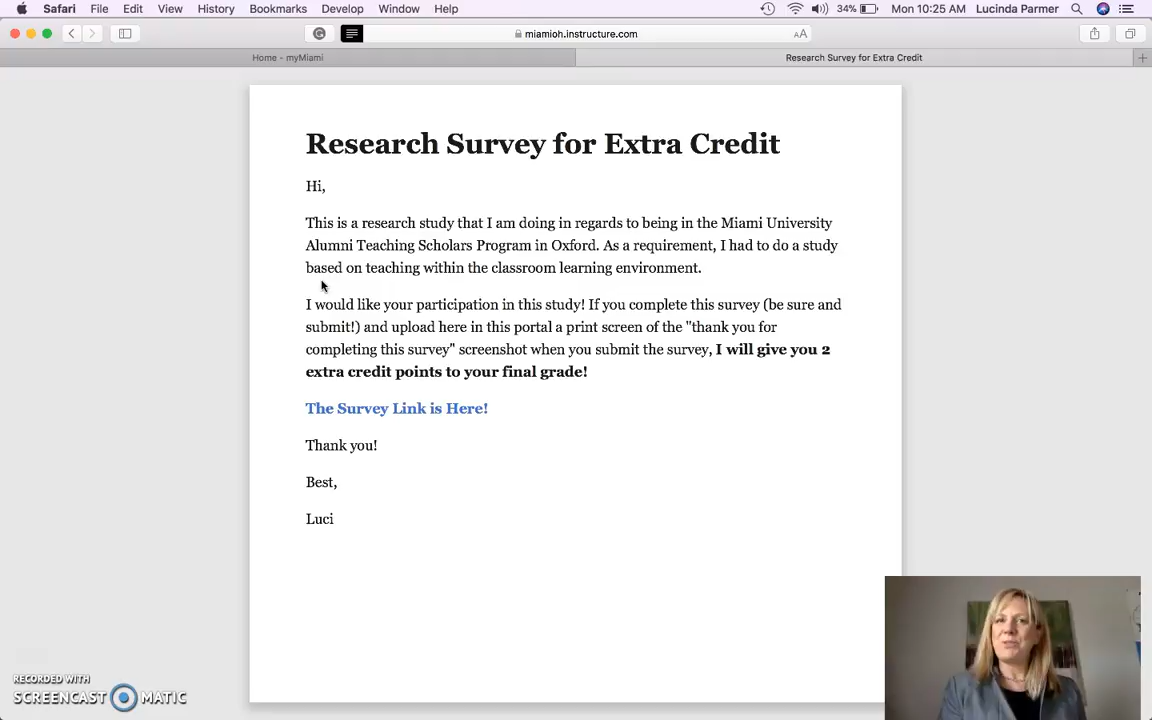 Safari File Edit View History Bookmarks Develop Window Help 34% Mon 10:25 AM Lucinda Parmer
miamioh.instructure.com AA
Home - myMiami Research Survey for Extra Credit
Research Survey for Extra Credit
Hi,
This is a research study that I am doing in regards to being in the Miami University
Alumni Teaching Scholars Program in Oxford. As a requirement, I had to do a study
based on teaching within the classroom learning environment.
I would like your participation in this study! If you complete this survey (be sure and
submit!) and upload here in this portal a print screen of the "thank you for
completing this survey" screenshot when you submit the survey, I will give you 2
extra credit points to your final grade!
The Survey Link is Here!
Thank you!
Best,
Luci
RECORDED WITH
SCREENCAST MATIC